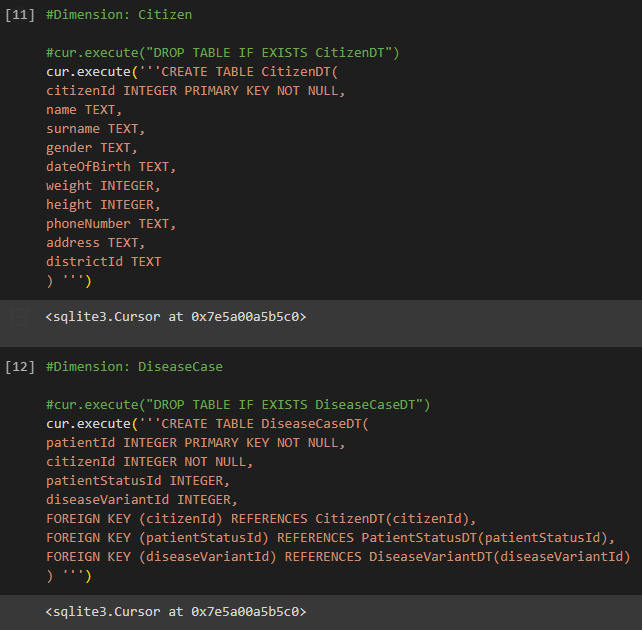 [11] #Dimension: Citizen
#cur.execute("DROP TABLE IF EXISTS CitizenDT")
cur.execute('''CREATE TABLE CitizenDT(
citizenId INTEGER PRIMARY KEY NOT NULL,
name TEXT,
surname TEXT,
gender TEXT,
dateOfBirth TEXT,
weight INTEGER,
height INTEGER,
phoneNumber TEXT,
address TEXT,
districtId TEXT
) ''')
<sqlite3.Cursor at 0x7e5a00a5b5c0>
[12] #Dimension: DiseaseCase
#cur.execute("DROP TABLE IF EXISTS DiseaseCaseDT")
cur.execute('''CREATE TABLE DiseaseCaseDT(
patientId INTEGER PRIMARY KEY NOT NULL,
citizenId INTEGER NOT NULL,
patientStatusId INTEGER,
diseaseVariantId INTEGER,
FOREIGN KEY (citizenId) REFERENCES CitizenDT(citizenId),
FOREIGN KEY (patientStatusId) REFERENCES PatientStatusDT(patientStatusId),
FOREIGN KEY (diseaseVariantId) REFERENCES DiseaseVariantDT(diseaseVariantId)
) ''')
<sqlite3.Cursor at 0x7e5a00a5b5c0>